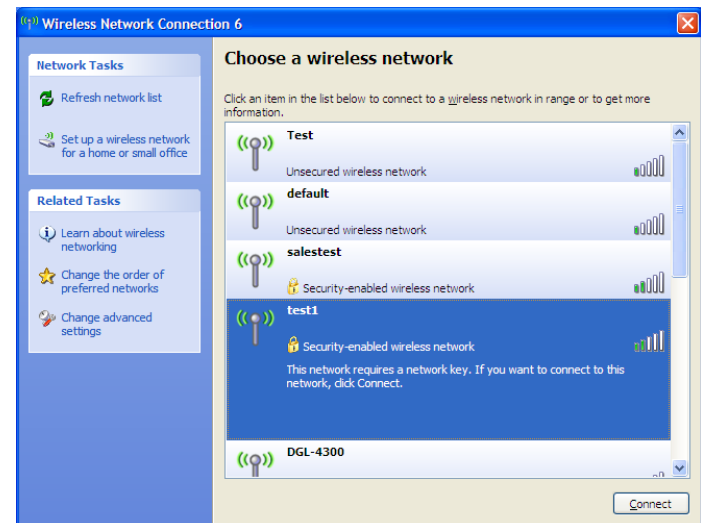 Wireless Network Connection 6
Network Tasks
Refresh network list
Set up a wireless network
for a home or small office
Related Tasks
Learn about wireless
networking
Change the order of
preferred networks
Change advanced
settings
Choose a wireless network
Click an item in the list below to connect to a wireless network in range or to get more
information.
Test
Unsecured wireless network
default
Unsecured wireless network
salestest
Security-enabled wireless network
test1
Security-enabled wireless network
This network requires a network key. If you want to connect to this
network, click Connect.
DGL-4300
Connect